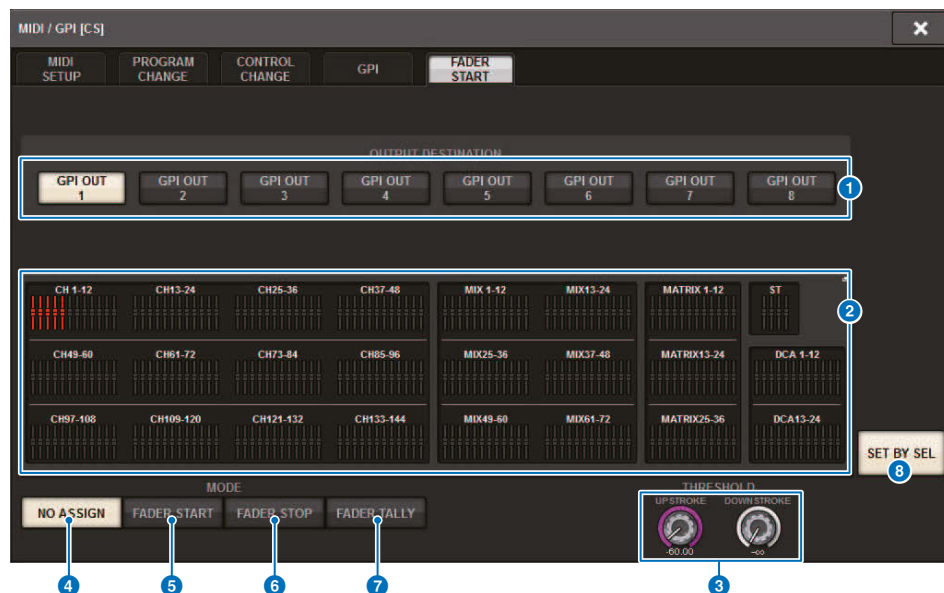 MIDI / GPI [CS]
MIDI SETUP
PROGRAM CHANGE
CONTROL CHANGE
GPI
FADER START
OUTPUT DESTINATION
GPI OUT 1
GPI OUT 2
GPI OUT 3
GPI OUT 4
GPI OUT 5
GPI OUT 6
GPI OUT 7
GPI OUT 8
1
CH 1-12
CH13-24
CH25-36
CH37-48
MIX 1-12
MIX13-24
MATRIX 1-12
ST
2
CH49-60
CH61-72
CH73-84
CH85-96
MIX25-36
MIX37-48
MATRIX13-24
DCA 1-12
CH97-108
CH109-120
CH121-132
CH133-144
MIX49-60
MIX61-72
MATRIX25-36
DCA13-24
SET BY SEL
8
MODE
THRESHOLD
NO ASSIGN
FADER START
FADER STOP
FADER TALLY
UPSTROKE
DOWNSTROKE
-60.00
-∞
4
5
6
7
3